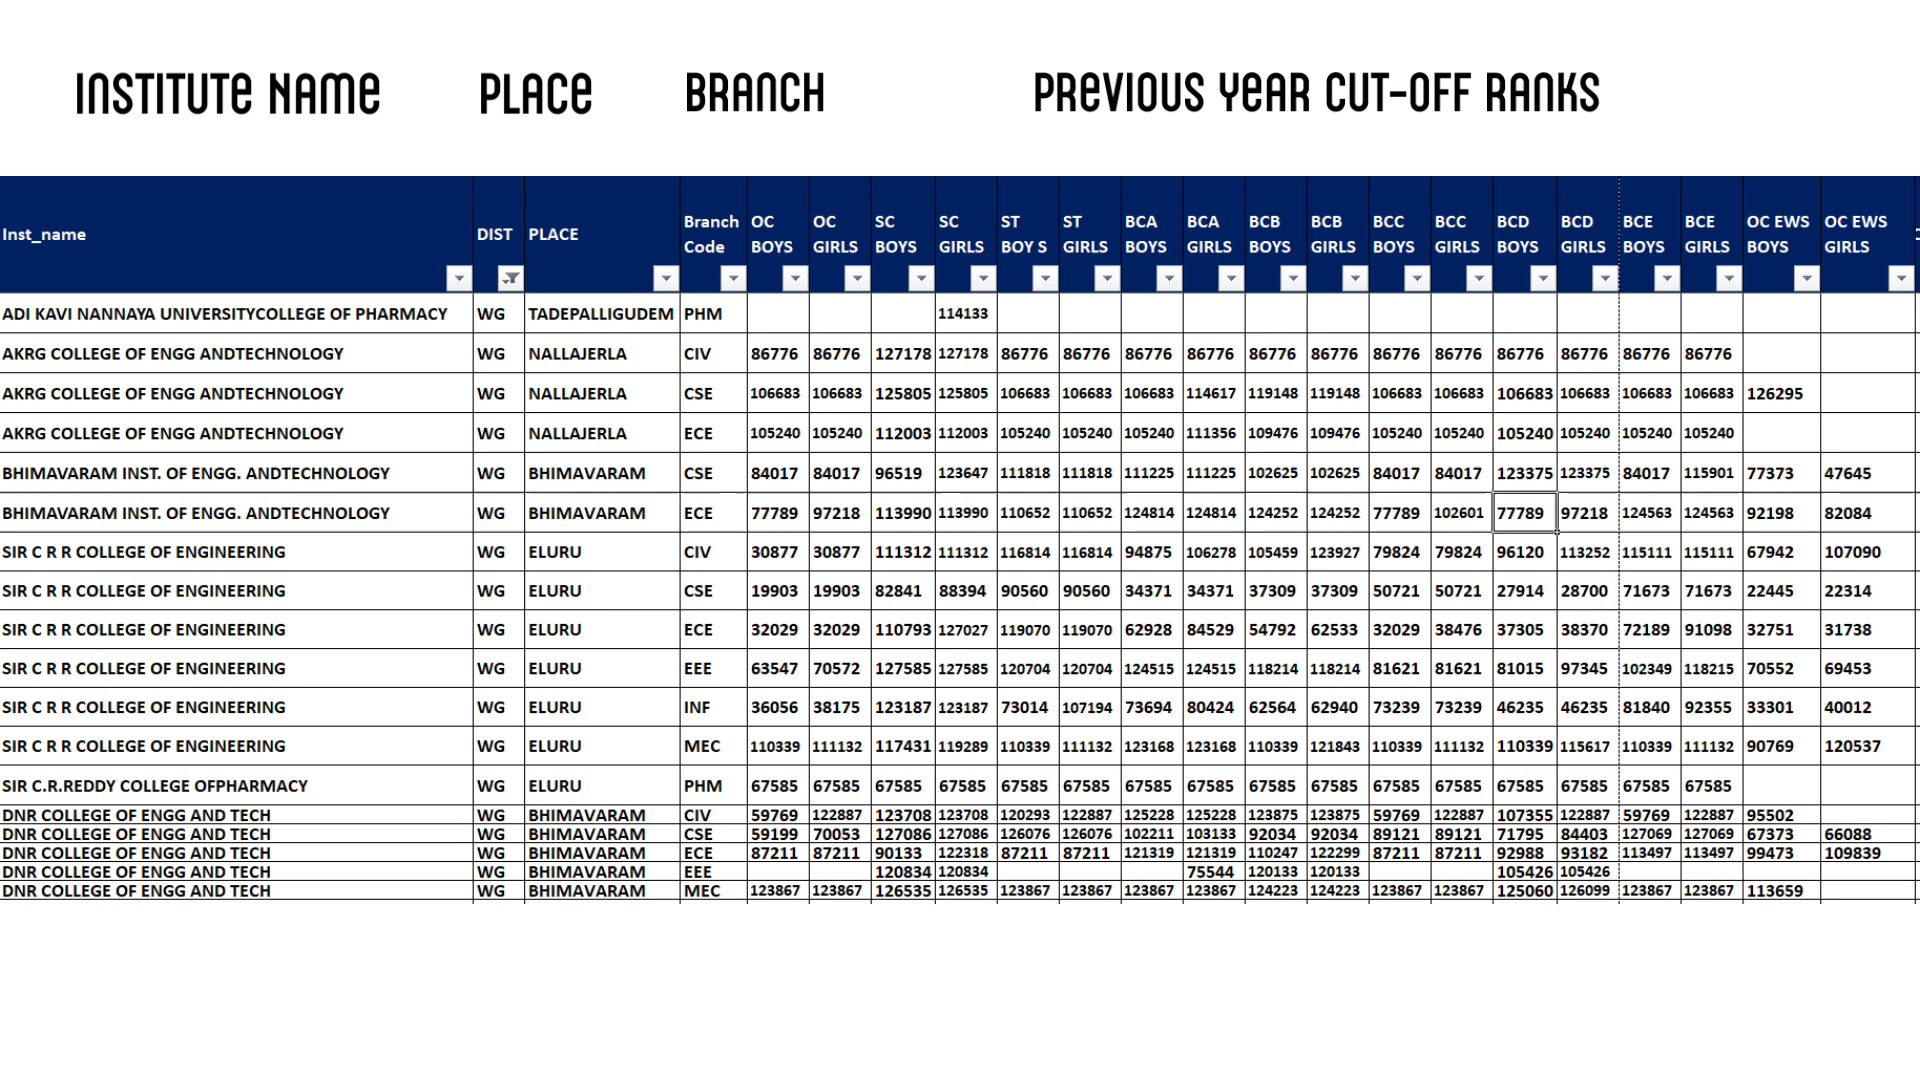 INSTITUTE NAME PLACE BRANCH PREVIOUS YEAR CUT-OFF RANKS
Inst_name DIST PLACE Branch Code OC BOYS OC GIRLS SC BOYS SC GIRLS ST BOY S ST GIRLS BCA BOYS BCA GIRLS BCB BOYS BCB GIRLS BCC BOYS BCC GIRLS BCD BOYS BCD GIRLS BCE BOYS BCE GIRLS OC EWS BOYS OC EWS GIRLS
ADI KAVI NANNAYA UNIVERSITYCOLLEGE OF PHARMACY WG TADEPALLIGUDEM PHM 114133
AKRG COLLEGE OF ENGG ANDTECHNOLOGY WG NALLAJERLA CIV 86776 86776 127178 127178 86776 86776 86776 86776 86776 86776 86776 86776 86776 86776 86776 86776
AKRG COLLEGE OF ENGG ANDTECHNOLOGY WG NALLAJERLA CSE 106683 106683 125805 125805 106683 106683 106683 114617 119148 119148 106683 106683 106683 106683 106683 106683 126295
AKRG COLLEGE OF ENGG ANDTECHNOLOGY WG NALLAJERLA ECE 105240 105240 112003 112003 105240 105240 105240 111356 109476 109476 105240 105240 105240 105240 105240 105240
BHIMAVARAM INST. OF ENGG. ANDTECHNOLOGY WG BHIMAVARAM CSE 84017 84017 96519 123647 111818 111818 111225 111225 102625 102625 84017 84017 123375 123375 84017 115901 77373 47645
BHIMAVARAM INST. OF ENGG. ANDTECHNOLOGY WG BHIMAVARAM ECE 77789 97218 113990 113990 110652 110652 124814 124814 124252 124252 77789 102601 77789 97218 124563 124563 92198 82084
SIR C R R COLLEGE OF ENGINEERING WG ELURU CIV 30877 30877 111312 111312 116814 116814 94875 106278 105459 123927 79824 79824 96120 113252 115111 115111 67942 107090
SIR C R R COLLEGE OF ENGINEERING WG ELURU CSE 19903 19903 82841 88394 90560 90560 34371 34371 37309 37309 50721 50721 27914 28700 71673 71673 22445 22314
SIR C R R COLLEGE OF ENGINEERING WG ELURU ECE 32029 32029 110793 127027 119070 119070 62928 84529 54792 62533 32029 38476 37305 38370 72189 91098 32751 31738
SIR C R R COLLEGE OF ENGINEERING WG ELURU EEE 63547 70572 127585 127585 120704 120704 124515 124515 118214 118214 81621 81621 81015 97345 102349 118215 70552 69453
SIR C R R COLLEGE OF ENGINEERING WG ELURU INF 36056 38175 123187 123187 73014 107194 73694 80424 62564 62940 73239 73239 46235 46235 81840 92355 33301 40012
SIR C R R COLLEGE OF ENGINEERING WG ELURU MEC 110339 111132 117431 119289 110339 111132 123168 123168 110339 121843 110339 111132 110339 115617 110339 111132 90769 120537
SIR C.R.REDDY COLLEGE OFPHARMACY WG ELURU PHM 67585 67585 67585 67585 67585 67585 67585 67585 67585 67585 67585 67585 67585 67585 67585 67585
DNR COLLEGE OF ENGG AND TECH WG BHIMAVARAM CIV 59769 122887 123708 123708 120293 122887 125228 125228 123875 123875 59769 122887 107355 122887 59769 122887 95502
DNR COLLEGE OF ENGG AND TECH WG BHIMAVARAM CSE 59199 70053 127086 127086 126076 126076 102211 103133 92034 92034 89121 89121 71795 84403 127069 127069 67373 66088
DNR COLLEGE OF ENGG AND TECH WG BHIMAVARAM ECE 87211 87211 90133 122318 87211 87211 121319 121319 110247 122299 87211 87211 92988 93182 113497 113497 99473 109839
DNR COLLEGE OF ENGG AND TECH WG BHIMAVARAM EEE 120834 120834 75544 120133 120133 105426 105426
DNR COLLEGE OF ENGG AND TECH WG BHIMAVARAM MEC 123867 123867 126535 126535 123867 123867 123867 123867 124223 124223 123867 123867 125060 126099 123867 123867 113659